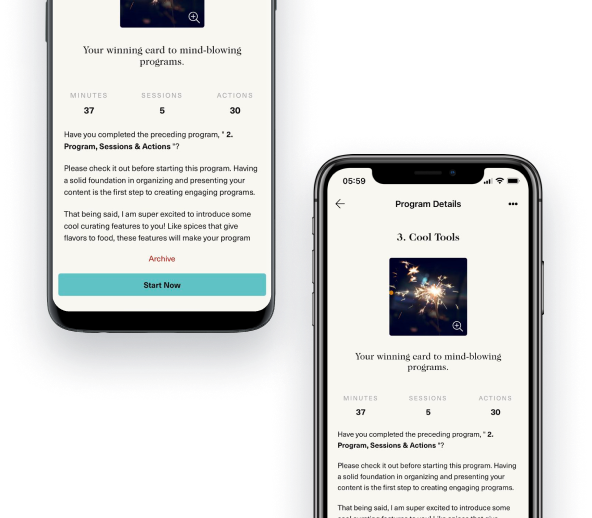 Your winning card to mind-blowing
programs.
MINUTES SESSIONS ACTIONS
37 5 30
Have you completed the preceding program, " 2.
Program, Sessions & Actions "?
Please check it out before starting this program. Having
a solid foundation in organizing and presenting your
content is the first step to creating engaging programs.
That being said, I am super excited to introduce some
cool curating features to you! Like spices that give
flavors to food, these features will make your program
Archive
Start Now
05:59
Program Details
3. Cool Tools
Your winning card to mind-blowing
programs.
MINUTES SESSIONS ACTIONS
37 5 30
Have you completed the preceding program, " 2.
Program, Sessions & Actions "?
Please check it out before starting this program. Having
a solid foundation in organizing and presenting your
content is the first step to creating engaging programs.
That being said, I am super excited to introduce some